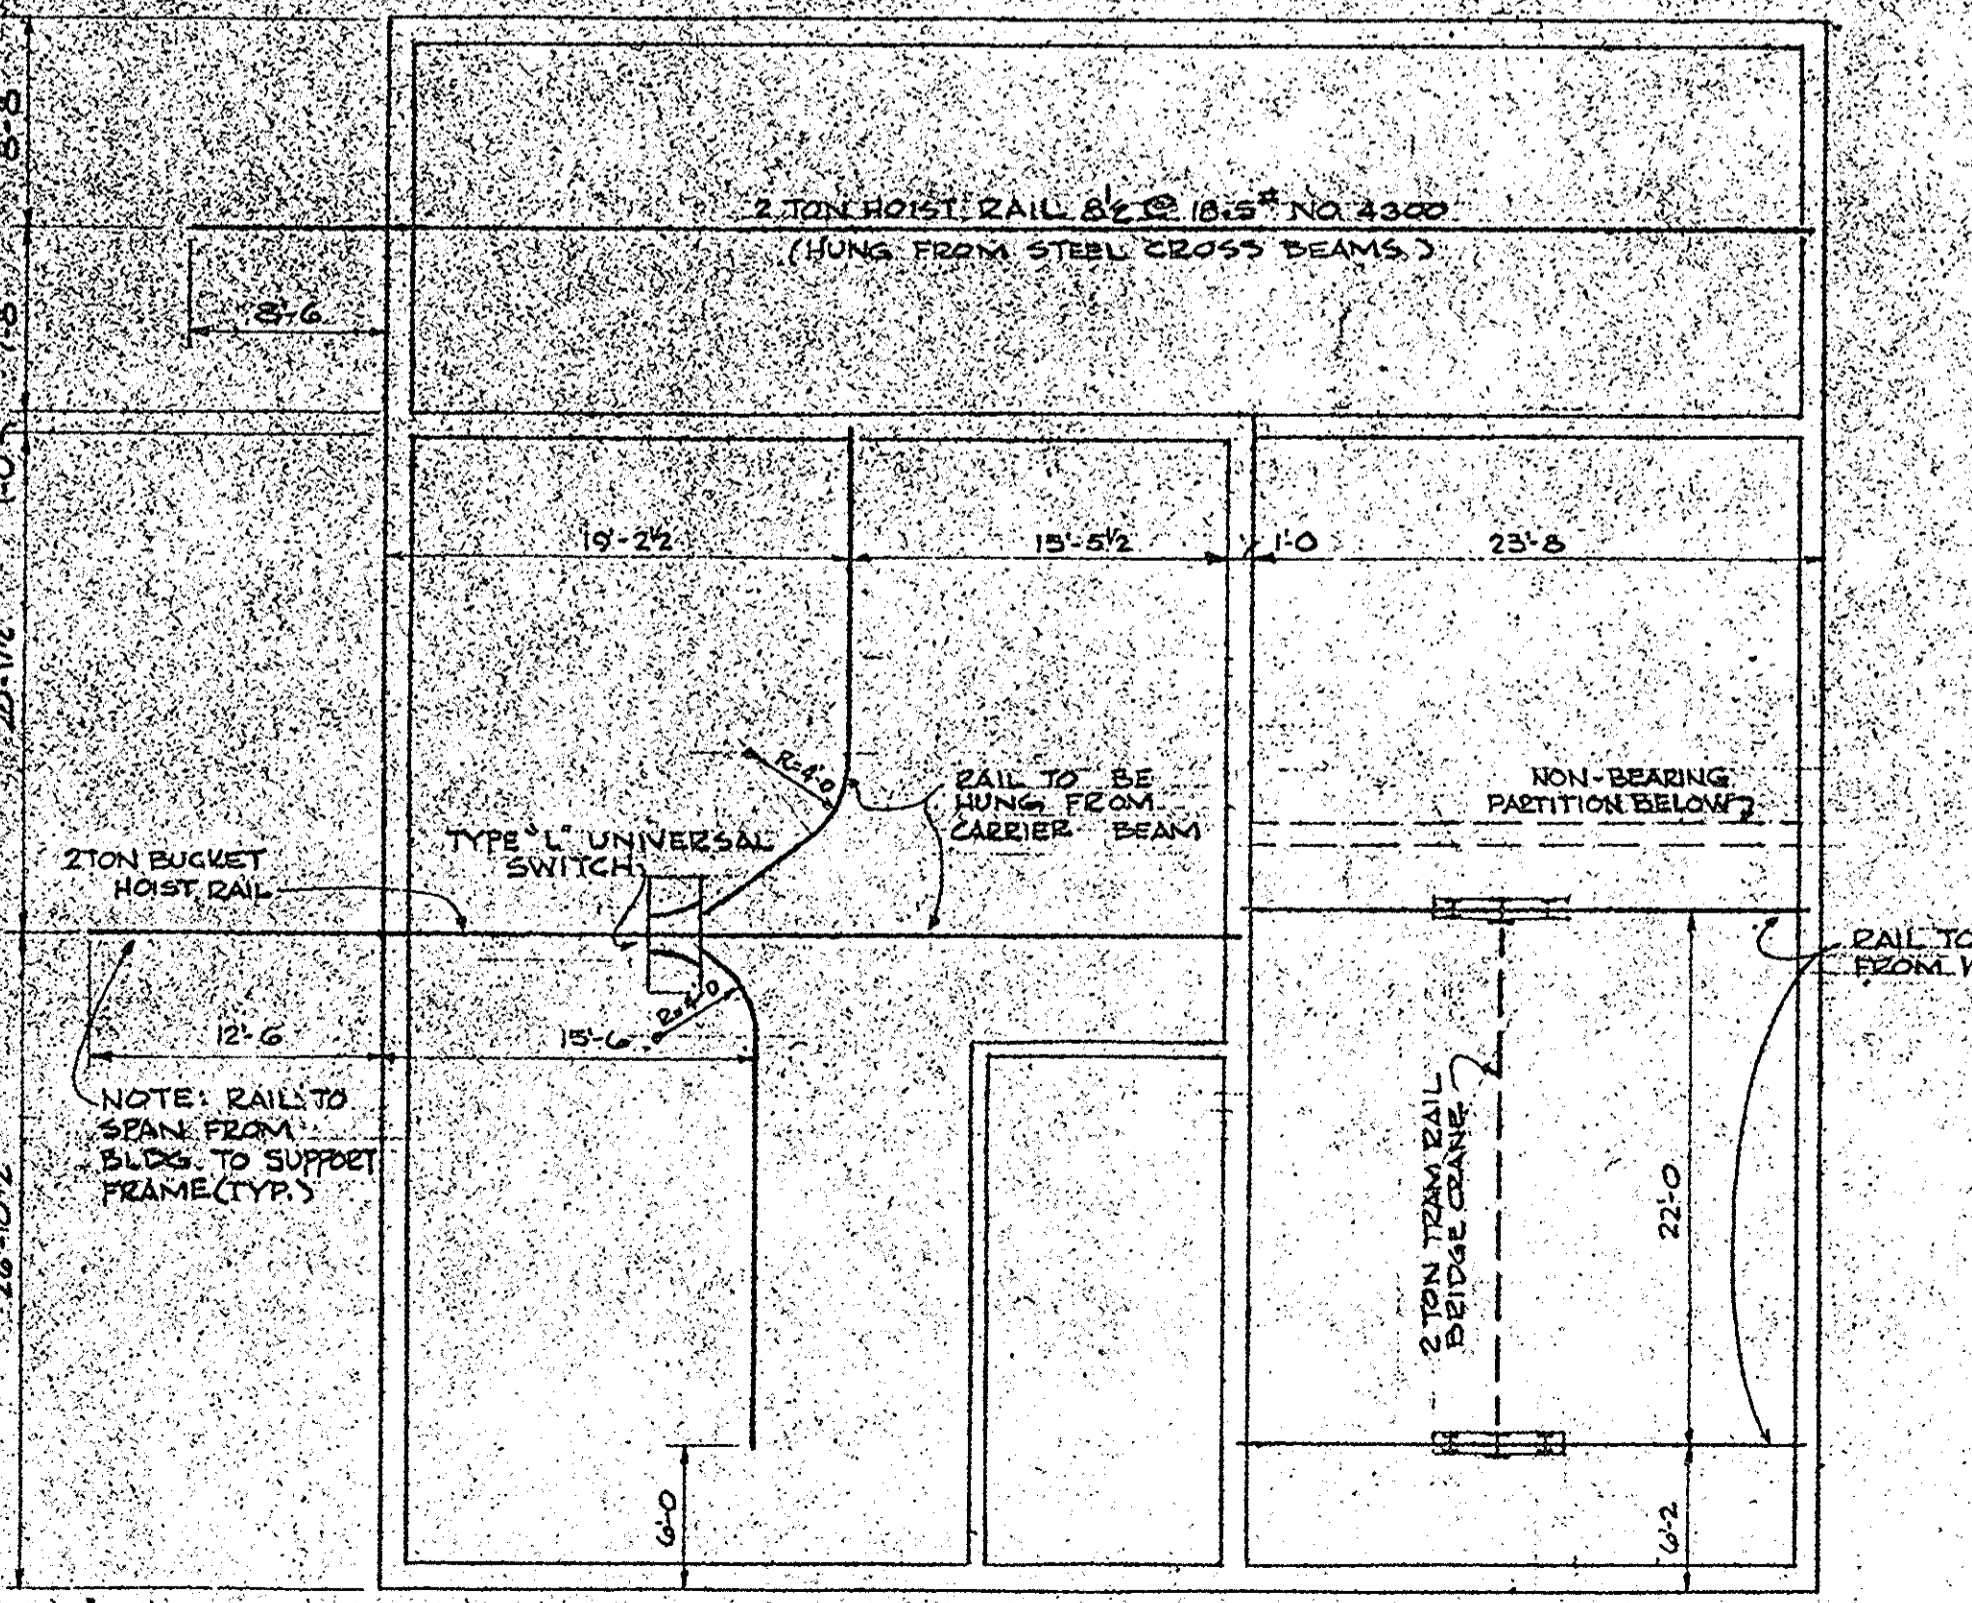 8'-8
2 TON HOIST RAIL 8½ @ 18.5# NO. 4300
(HUNG FROM STEEL CROSS BEAMS.)
8'-6
19'-2½
15'-5½
1'-0
23'-8
R=4'-0
RAIL TO BE
HUNG FROM
CARRIER BEAM
NON-BEARING
PARTITION BELOW
TYPE "L" UNIVERSAL
SWITCH
2 TON BUCKET
HOIST RAIL
RAIL TO
FROM
R=4'-0
12'-6
15'-6
NOTE: RAIL TO
SPAN FROM
BLDG. TO SUPPORT
FRAME (TYP.)
2 TON TRAM RAIL
BRIDGE CRANE
22'-0
6'-0
6'-2